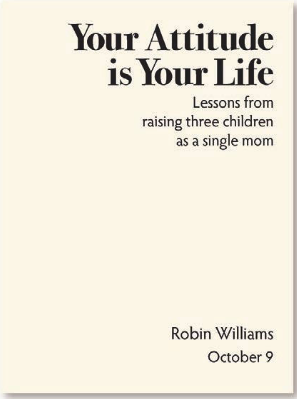 Your Attitude
is Your Life
Lessons from
raising three children
as a single mom
Robin Williams
October 9